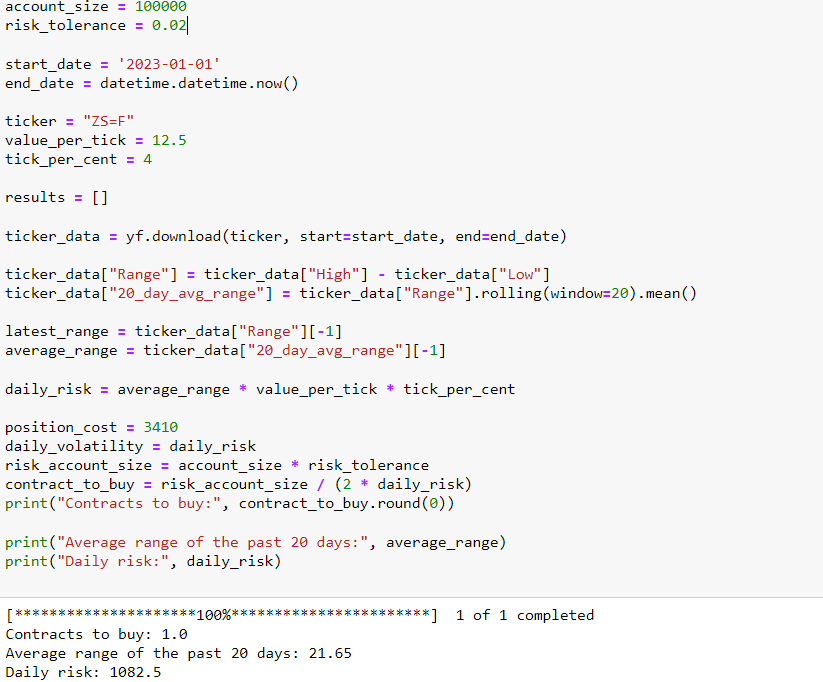 account_size = 100000
risk_tolerance = 0.02
start_date = '2023-01-01'
end_date = datetime.datetime.now()
ticker = "ZS=F"
value_per_tick = 12.5
tick_per_cent = 4
results = []
ticker_data = yf.download(ticker, start=start_date, end=end_date)
ticker_data["Range"] = ticker_data["High"] - ticker_data["Low"]
ticker_data["20_day_avg_range"] = ticker_data["Range"].rolling(window=20).mean()
latest_range = ticker_data["Range"][-1]
average_range = ticker_data["20_day_avg_range"][-1]
daily_risk = average_range * value_per_tick * tick_per_cent
position_cost = 3410
daily_volatility = daily_risk
risk_account_size = account_size * risk_tolerance
contract_to_buy = risk_account_size / (2 * daily_risk)
print("Contracts to buy:", contract_to_buy.round(0))
print("Average range of the past 20 days:", average_range)
print("Daily risk:", daily_risk)
[*********************100%***********************]  1 of 1 completed
Contracts to buy: 1.0
Average range of the past 20 days: 21.65
Daily risk: 1082.5